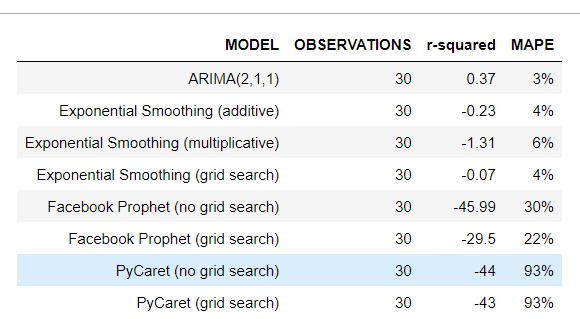 MODEL OBSERVATIONS r-squared MAPE
ARIMA(2,1,1) 30 0.37 3%
Exponential Smoothing (additive) 30 -0.23 4%
Exponential Smoothing (multiplicative) 30 -1.31 6%
Exponential Smoothing (grid search) 30 -0.07 4%
Facebook Prophet (no grid search) 30 -45.99 30%
Facebook Prophet (grid search) 30 -29.5 22%
PyCaret (no grid search) 30 -44 93%
PyCaret (grid search) 30 -43 93%